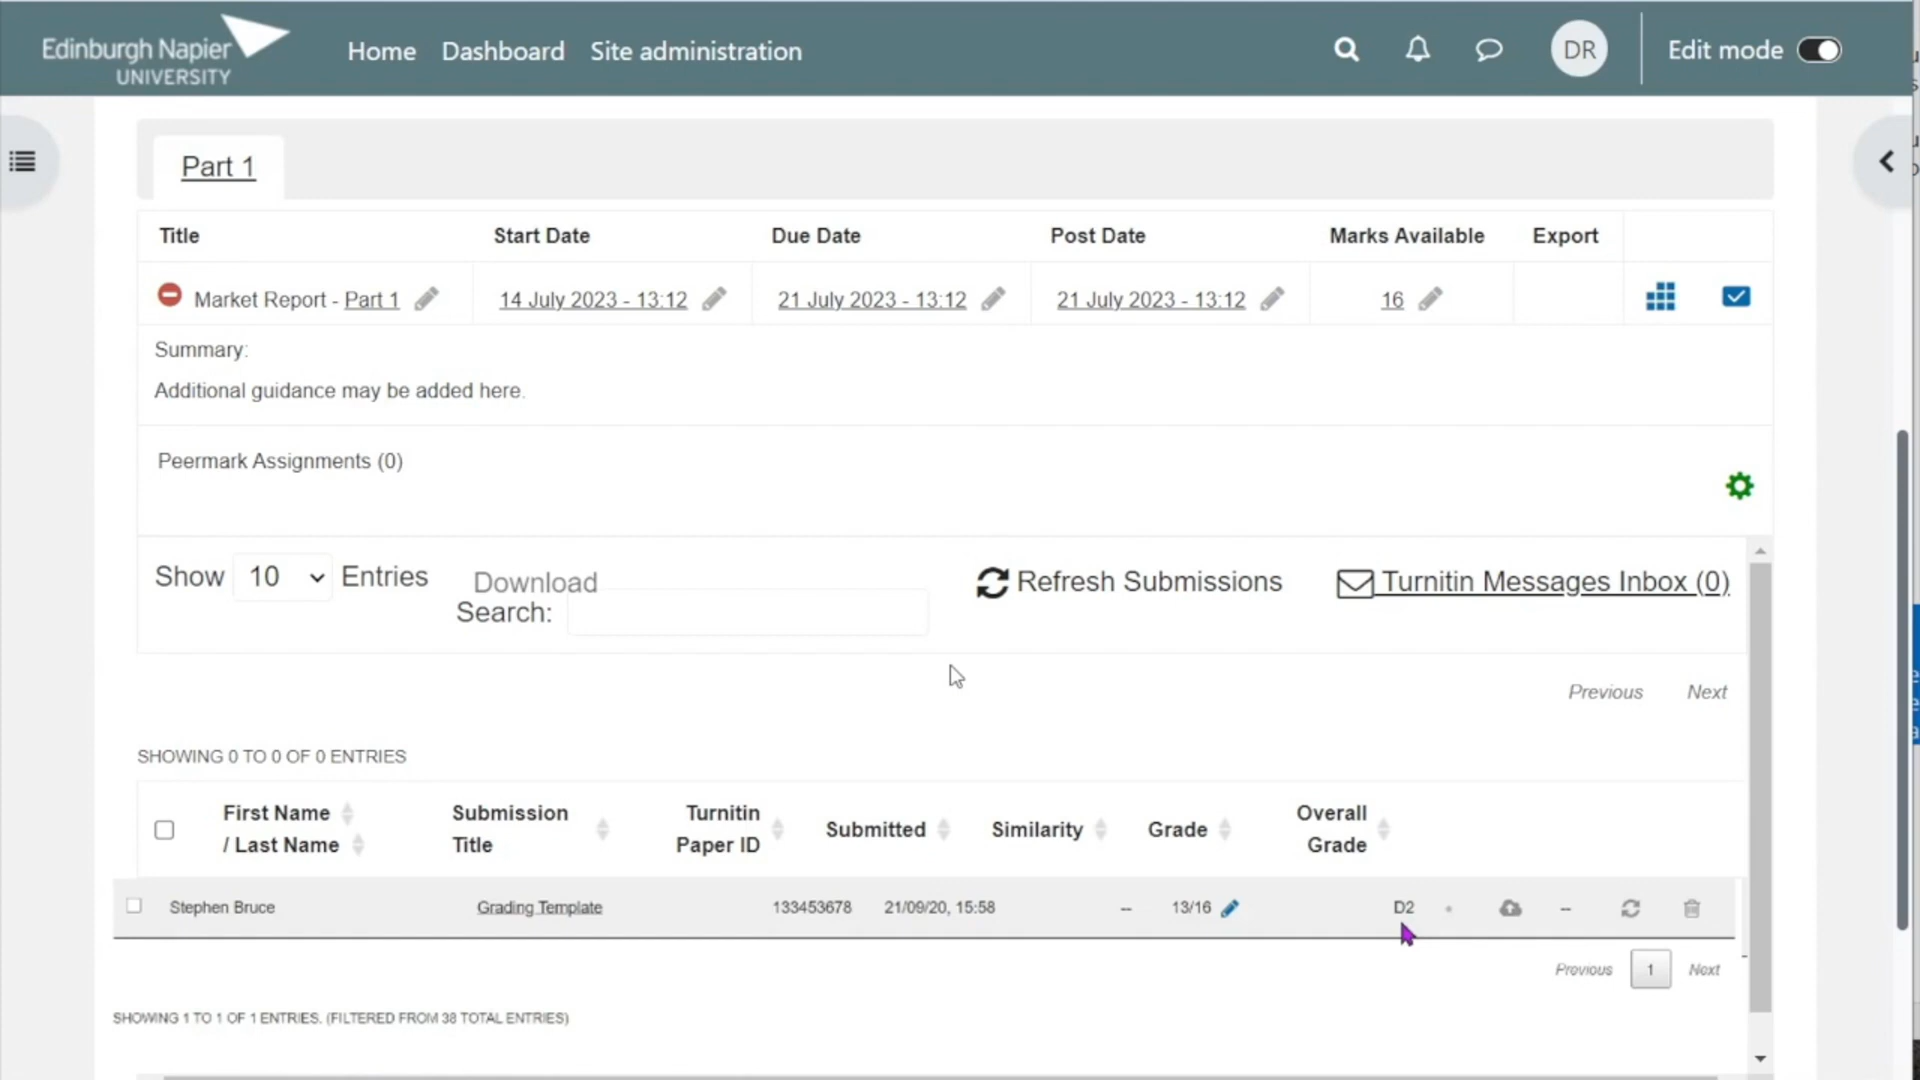 Edinburgh Napier
UNIVERSITY
Home Dashboard Site administration DR Edit mode
Part 1
Title Start Date Due Date Post Date Marks Available Export
Market Report - Part 1 14 July 2023 - 13:12 21 July 2023 - 13:12 21 July 2023 - 13:12 16
Summary:
Additional guidance may be added here.
Peermark Assignments (0)
Show 10 Entries Download Refresh Submissions Turnitin Messages Inbox (0)
Search:
Previous Next
SHOWING 0 TO 0 OF 0 ENTRIES
First Name Submission Turnitin Submitted Similarity Grade Overall
/ Last Name Title Paper ID Grade
Stephen Bruce Grading Template 133453678 21/09/20, 15:58 -- 13/16 D2 --
Previous 1 Next
SHOWING 1 TO 1 OF 1 ENTRIES. (FILTERED FROM 38 TOTAL ENTRIES)